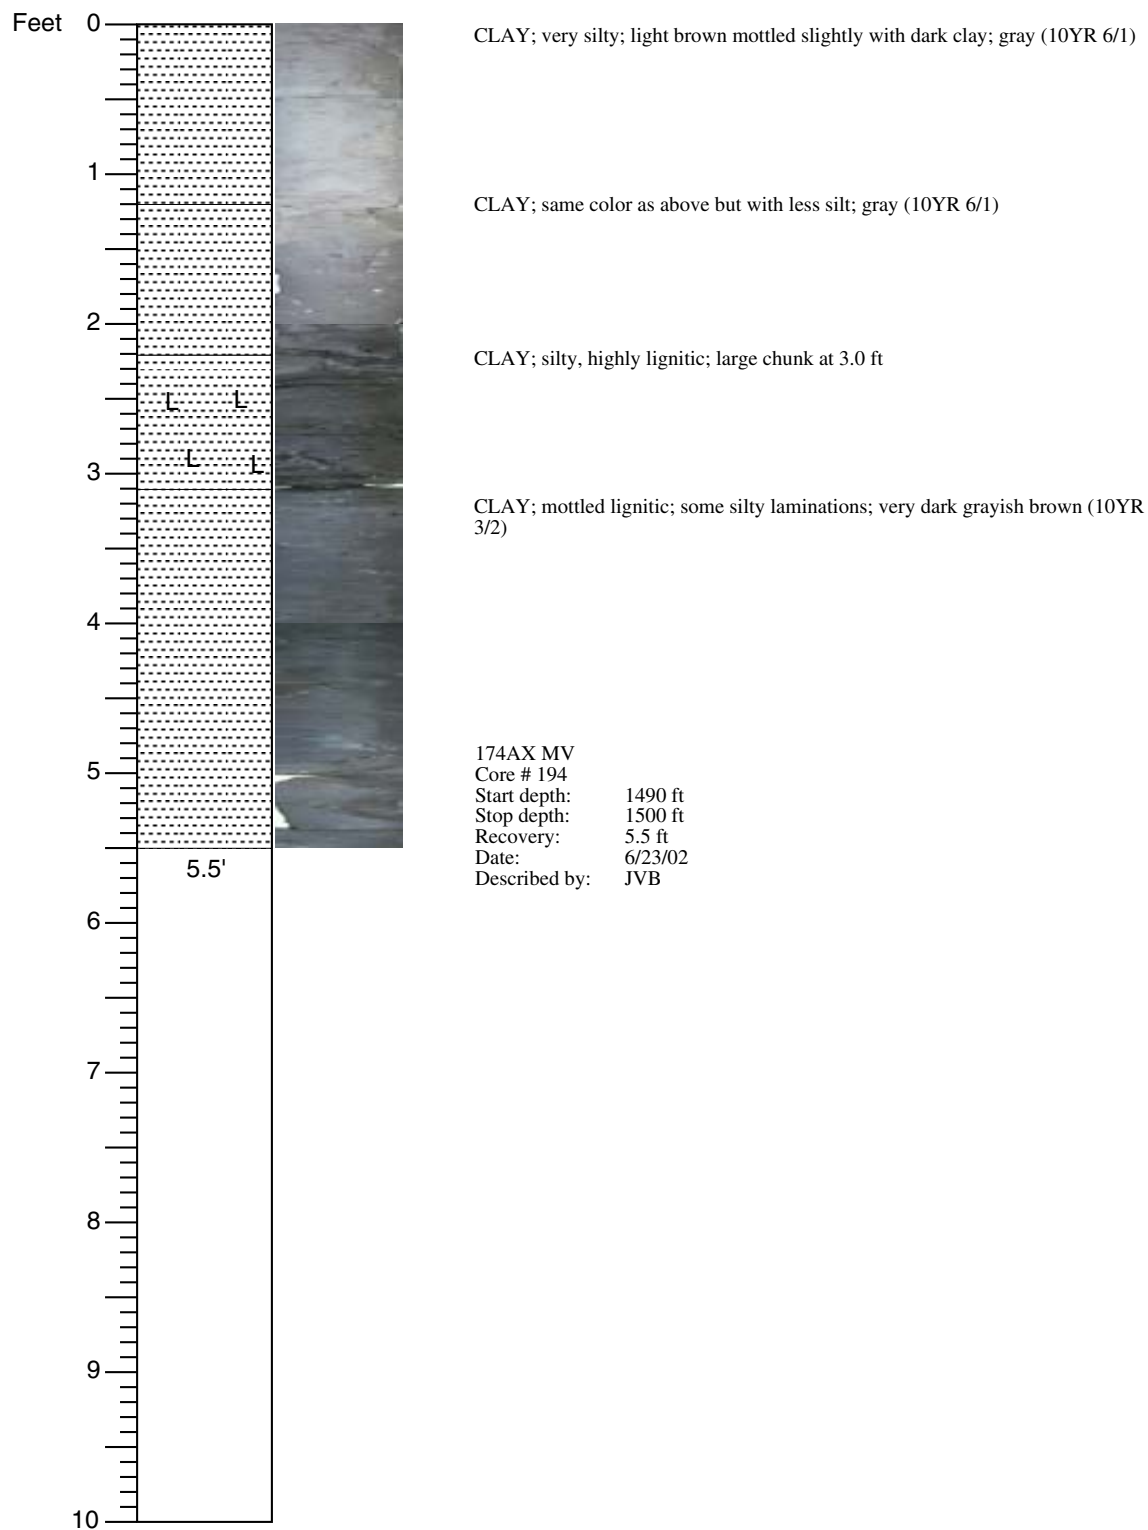 Feet 0
CLAY; very silty; light brown mottled slightly with dark clay; gray (10YR 6/1)
1
CLAY; same color as above but with less silt; gray (10YR 6/1)
2
CLAY; silty, highly lignitic; large chunk at 3.0 ft
L L
L L
3
CLAY; mottled lignitic; some silty laminations; very dark grayish brown (10YR
3/2)
4
174AX MV
5
Core # 194
Start depth: 1490 ft
Stop depth: 1500 ft
Recovery: 5.5 ft
Date: 6/23/02
Described by: JVB
5.5'
6
7
8
9
10